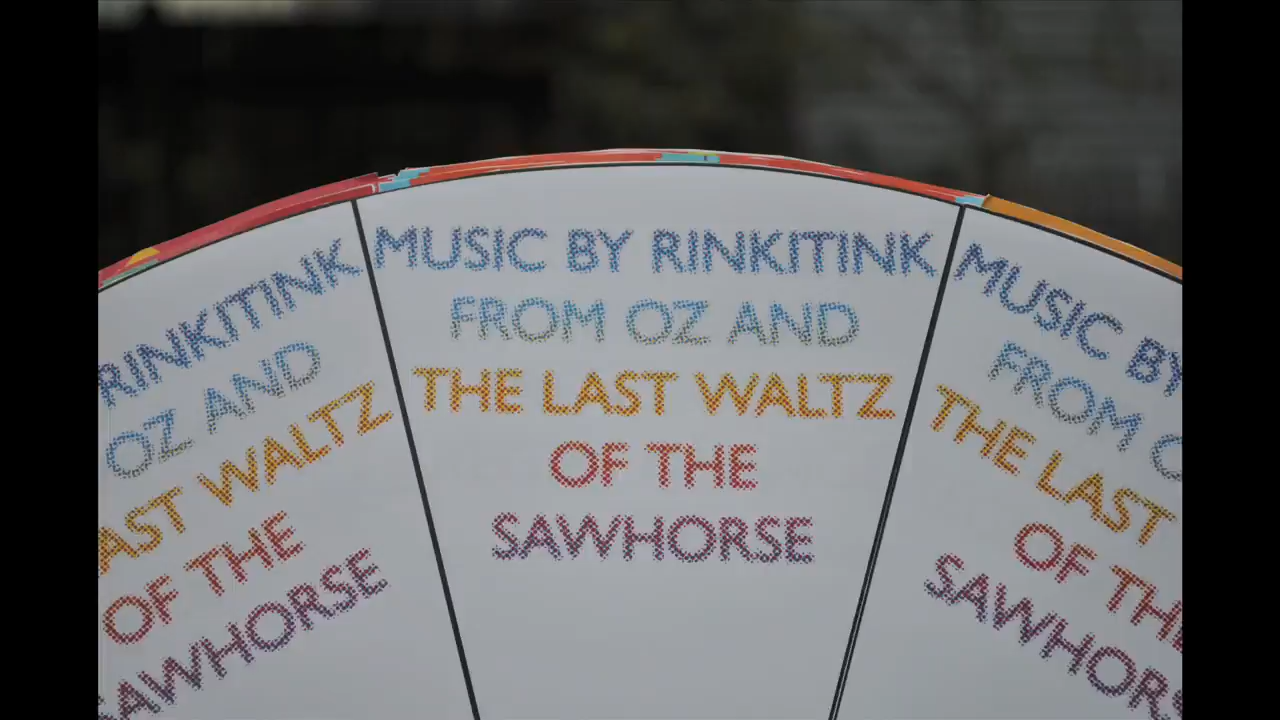 MUSIC BY RINKITINK
FROM OZ AND
THE LAST WALTZ
OF THE
SAWHORSE
RINKITINK
OZ AND
LAST WALTZ
OF THE
SAWHORSE
MUSIC BY
FROM O
THE LAST
OF THE
SAWHORS